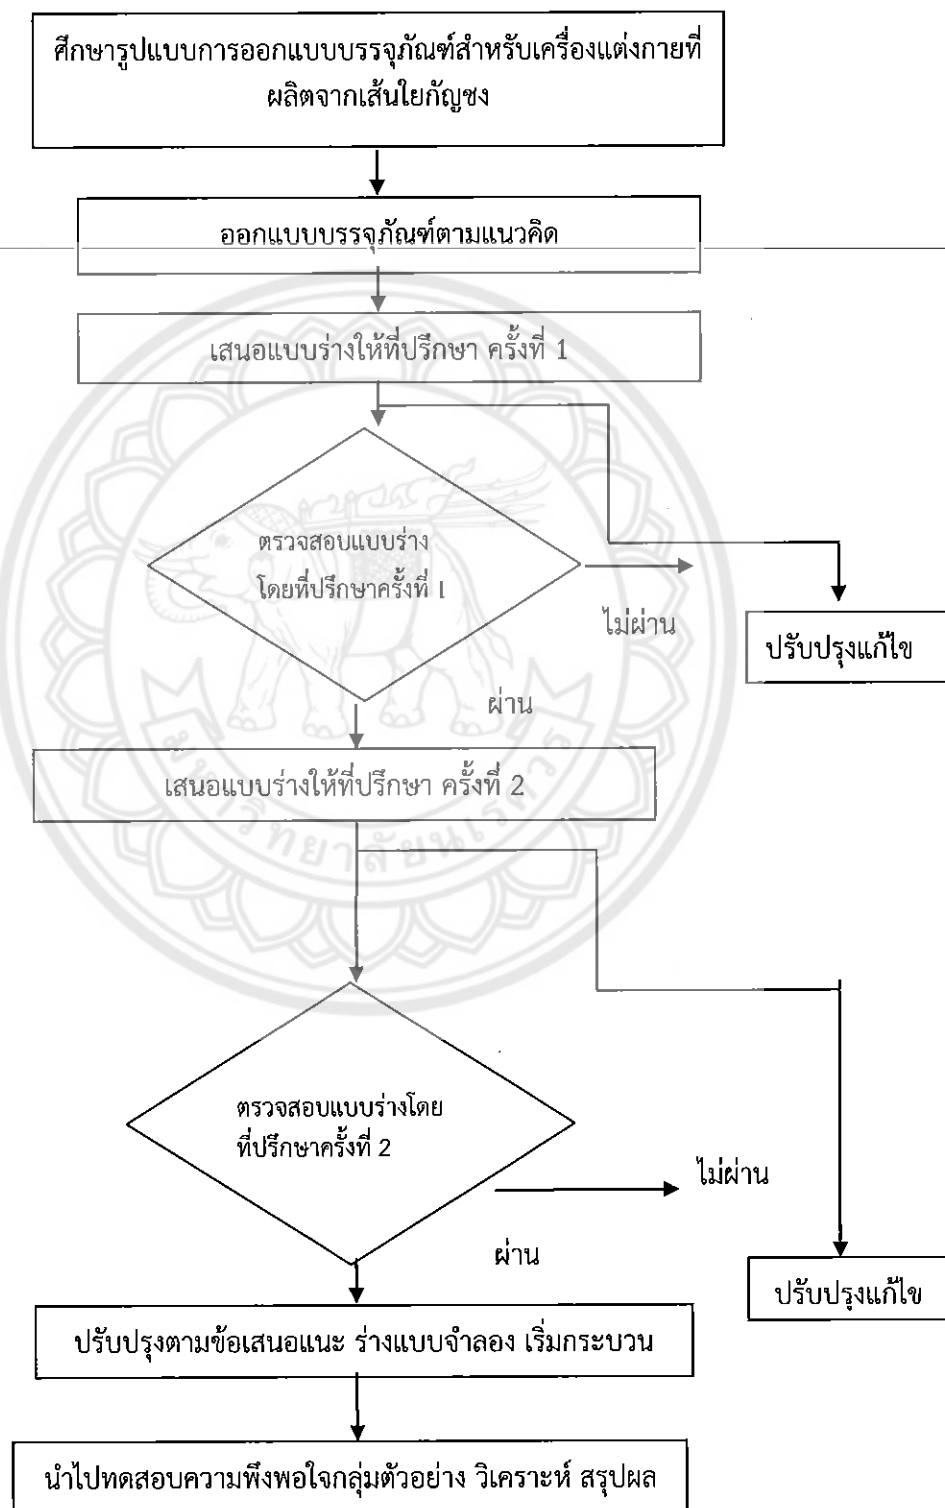 ศึกษารูปแบบการออกแบบบรรจุภัณฑ์สำหรับเครื่องแต่งกายที่
ผลิตจากเส้นใยกัญชง
ออกแบบบรรจุภัณฑ์ตามแนวคิด
เสนอแบบร่างให้ที่ปรึกษา ครั้งที่ 1
ตรวจสอบแบบร่าง
โดยที่ปรึกษาครั้งที่ 1
ไม่ผ่าน
ปรับปรุงแก้ไข
ผ่าน
เสนอแบบร่างให้ที่ปรึกษา ครั้งที่ 2
มหาวิทยาลัยนเรศวร
ตรวจสอบแบบร่างโดย
ที่ปรึกษาครั้งที่ 2
ไม่ผ่าน
ผ่าน
ปรับปรุงแก้ไข
ปรับปรุงตามข้อเสนอแนะ ร่างแบบจำลอง เริ่มกระบวน
นำไปทดสอบความพึงพอใจกลุ่มตัวอย่าง วิเคราะห์ สรุปผล